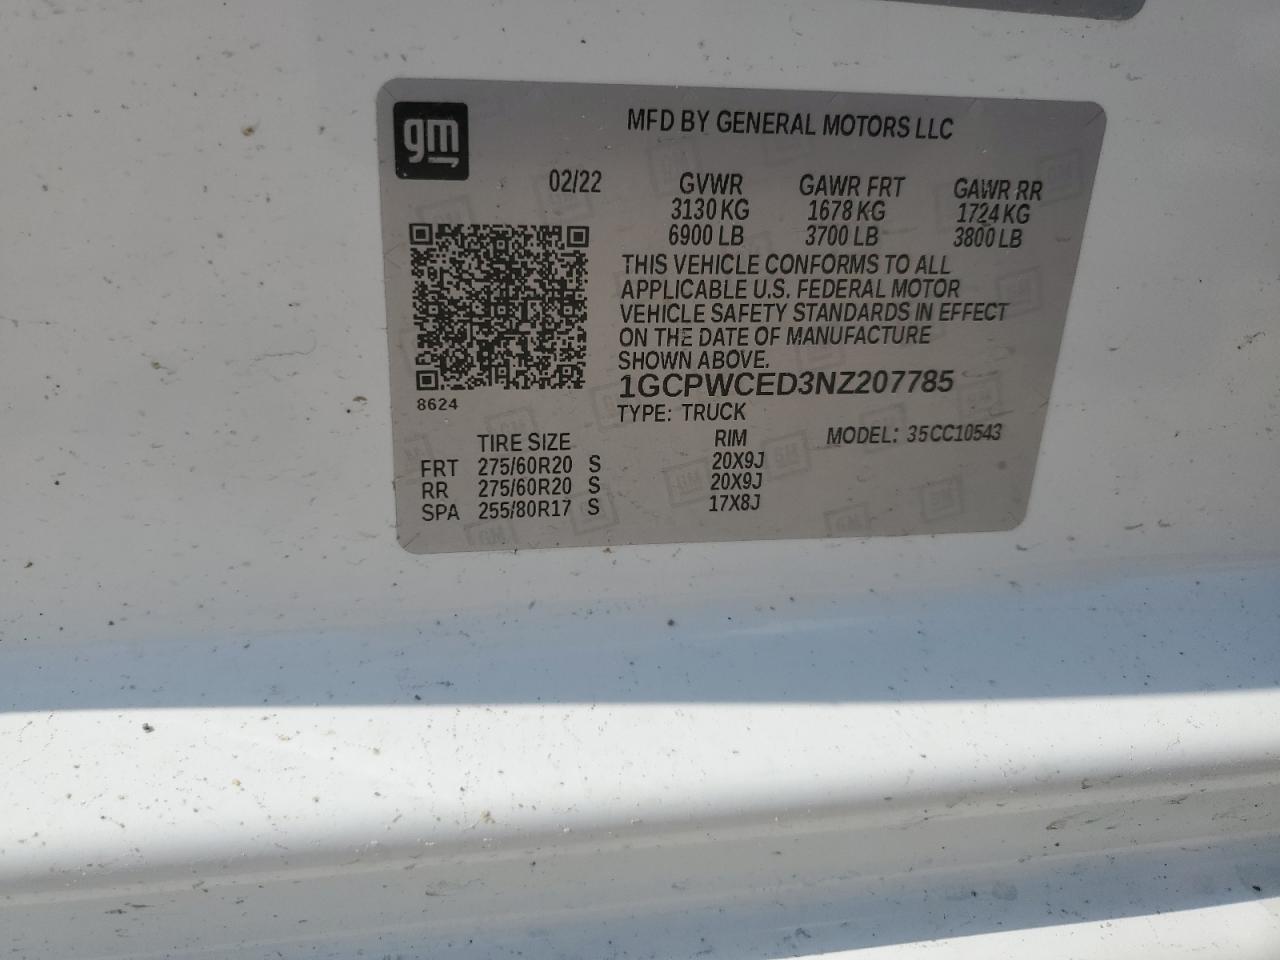 gm
MFD BY GENERAL MOTORS LLC
02/22 GVWR GAWR FRT GAWR RR
3130 KG 1678 KG 1724 KG
6900 LB 3700 LB 3800 LB
THIS VEHICLE CONFORMS TO ALL
APPLICABLE U.S. FEDERAL MOTOR
VEHICLE SAFETY STANDARDS IN EFFECT
ON THE DATE OF MANUFACTURE
SHOWN ABOVE.
1GCPWCED3NZ207785
8624
TYPE: TRUCK
TIRE SIZE RIM MODEL: 35CC10543
FRT 275/60R20 S 20X9J
RR 275/60R20 S 20X9J
SPA 255/80R17 S 17X8J